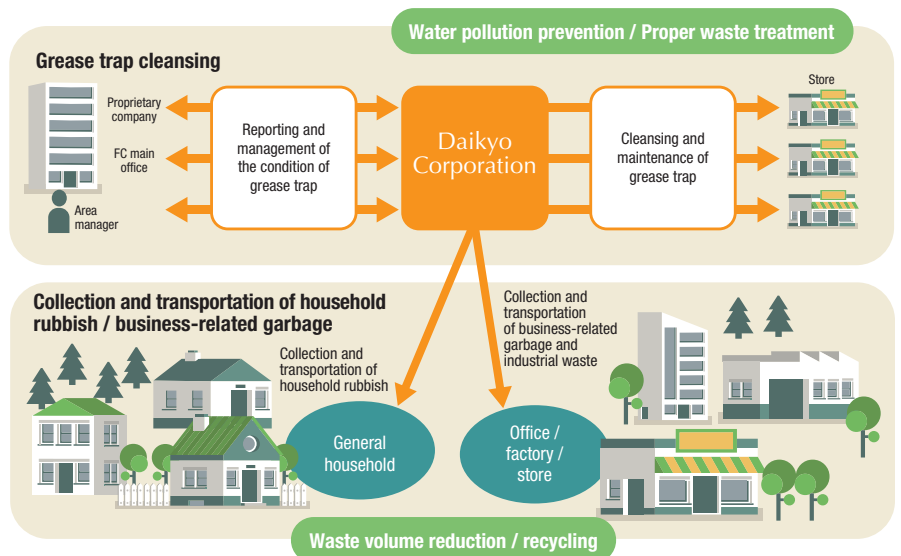 Water pollution prevention / Proper waste treatment
Grease trap cleansing
Proprietary
company
FC main
office
Area
manager
Reporting and
management of
the condition of
grease trap
Daikyo
Corporation
Cleansing and
maintenance of
grease trap
Store
Collection and transportation of household
rubbish / business-related garbage
Collection and
transportation of
household rubbish
Collection and
transportation
of business-related
garbage and
industrial waste
General
household
Office /
factory /
store
Waste volume reduction / recycling